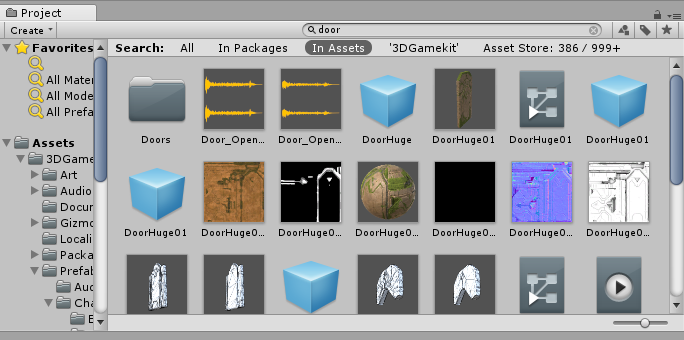 Project
Create
door
Favorites
Search: All In Packages In Assets '3DGamekit' Asset Store: 386 / 999+
All Mater
All Mode
All Prefa
Assets
3DGame
Art
Audio
Docum
Gizmo
Locali
Packa
Prefab
Aud
Cha
E
Doors Door_Open... Door_Open... DoorHuge DoorHuge01 DoorHuge01 DoorHuge01
DoorHuge01 DoorHuge0... DoorHuge0... DoorHuge0... DoorHuge0... DoorHuge0... DoorHuge0...